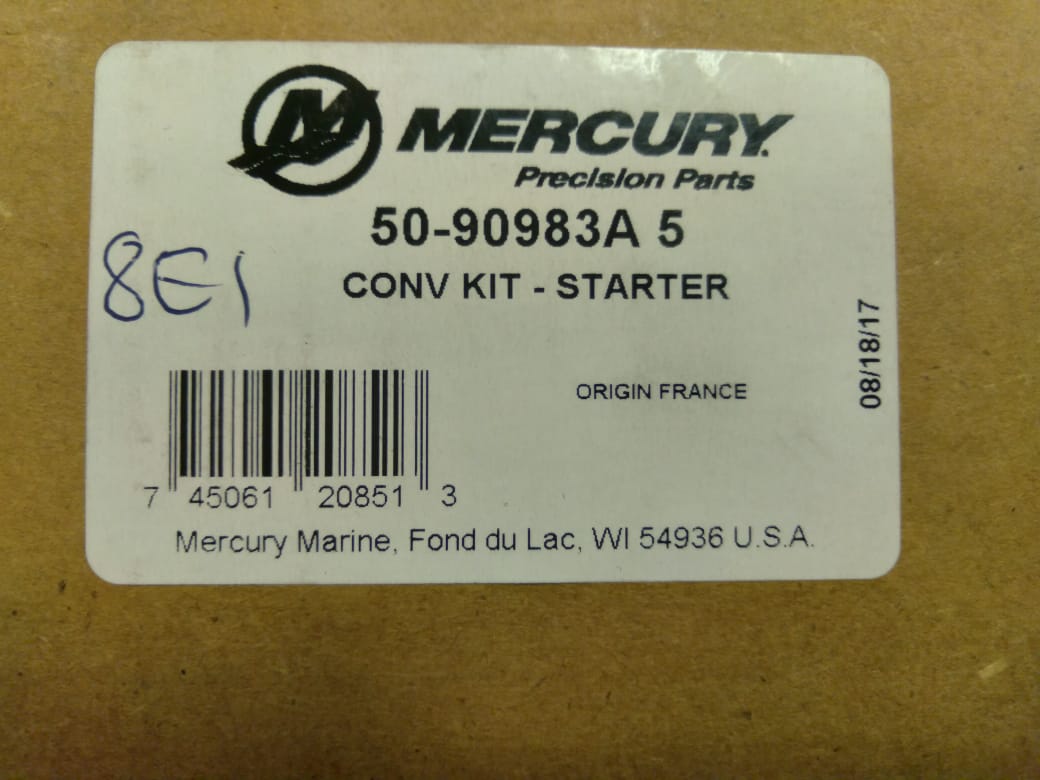 MERCURY
Precision Parts
50-90983A 5
CONV KIT - STARTER
8E1
ORIGIN FRANCE
08/18/17
7 45061 20851 3
Mercury Marine, Fond du Lac, WI 54936 U.S.A.